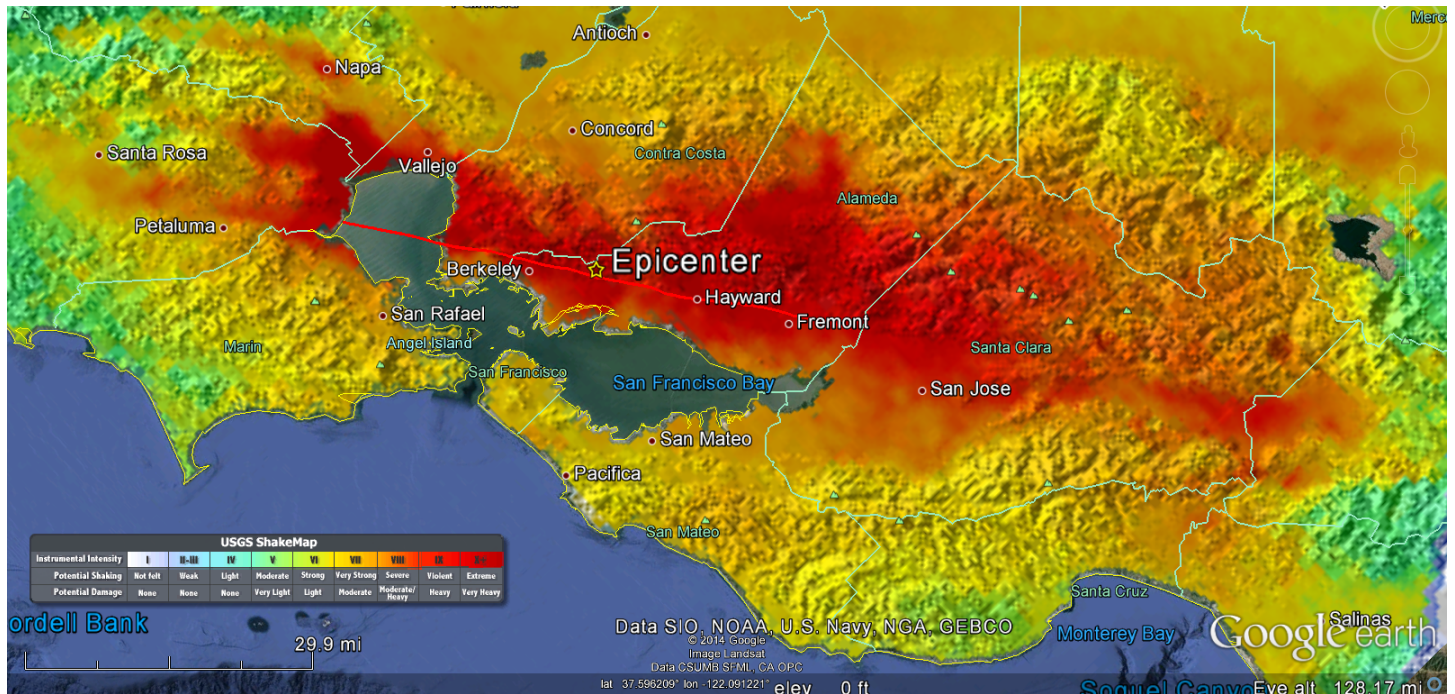 Antioch
Merc
Napa
Concord
Santa Rosa
Vallejo
Contra Costa
Alameda
Petaluma
Berkeley
Epicenter
Hayward
San Rafael
Fremont
Marin
Angel Island
Santa Clara
San Francisco
San Francisco Bay
San Jose
San Mateo
Pacifica
San Mateo
USGS ShakeMap
Instrumental Intensity I II-III IV V VI VII VIII IX X+
Potential Shaking Not felt Weak Light Moderate Strong Very Strong Severe Violent Extreme
Potential Damage None None None Very Light Light Moderate Moderate/
Heavy Heavy Very Heavy
Santa Cruz
ordell Bank
Data SIO, NOAA, U.S. Navy, NGA, GEBCO
© 2014 Google
Image Landsat
Data CSUMB SFML, CA OPC
Monterey Bay
Salinas
Google earth
29.9 mi
lat 37.596209° lon -122.091221° elev 0 ft
Soquel Cany
Eye alt 128.17 mi